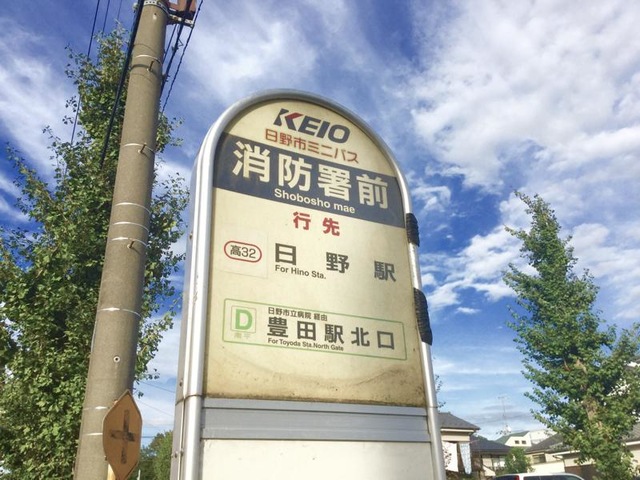 KEIO
日野市ミニバス
消防署前
Shobosho mae
行先
高32 日野駅
For Hino Sta.
日野市立病院 経由
D 豊田駅北口
For Toyoda Sta.North Gate